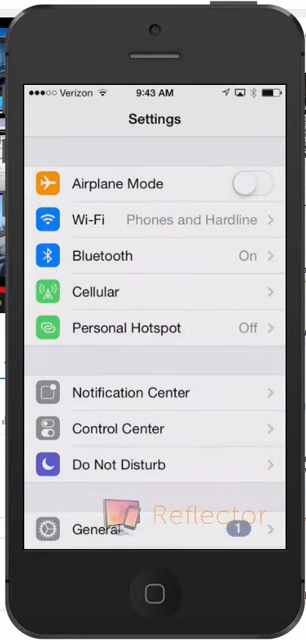 Verizon 9:43 AM
Settings
Airplane Mode
Wi-Fi Phones and Hardline
Bluetooth On
Cellular
Personal Hotspot Off
Notification Center
Control Center
Do Not Disturb
Reflector
General 1